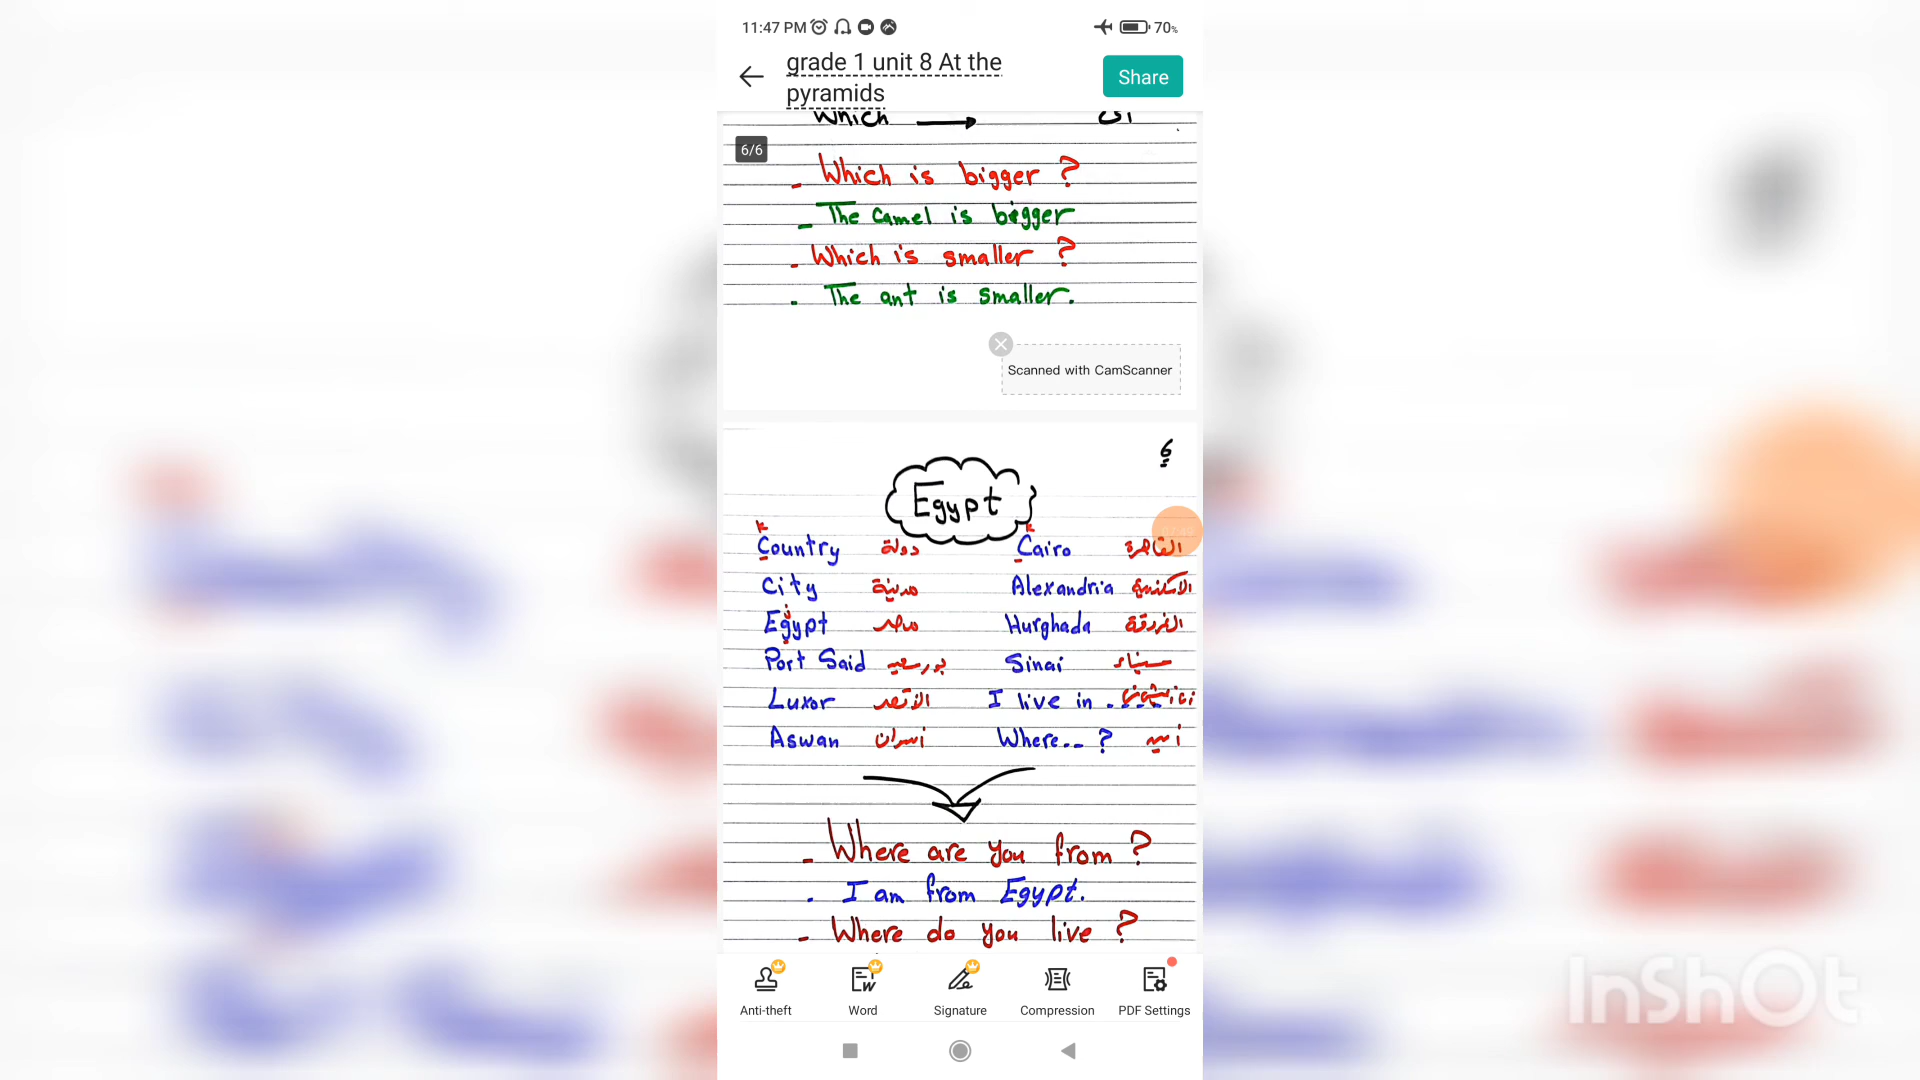 11:47 PM 70%
grade 1 unit 8 At the
pyramids
Share
Which
6/6
- Which is bigger ?
- The camel is bigger
- Which is smaller ?
- The ant is smaller.
Scanned with CamScanner
6
Egypt
k k
Country دولة Cairo القاهرة
City مدينة Alexandria
Egypt مصر Hurghada الغردقة
Port Said بورسعيد Sinai سيناء
Luxor الأقصر I live in ....
Aswan أسوان Where... ? أين
- Where are you from ?
- I am from Egypt.
- Where do you live ?
Anti-theft Word Signature Compression PDF Settings
InShOt